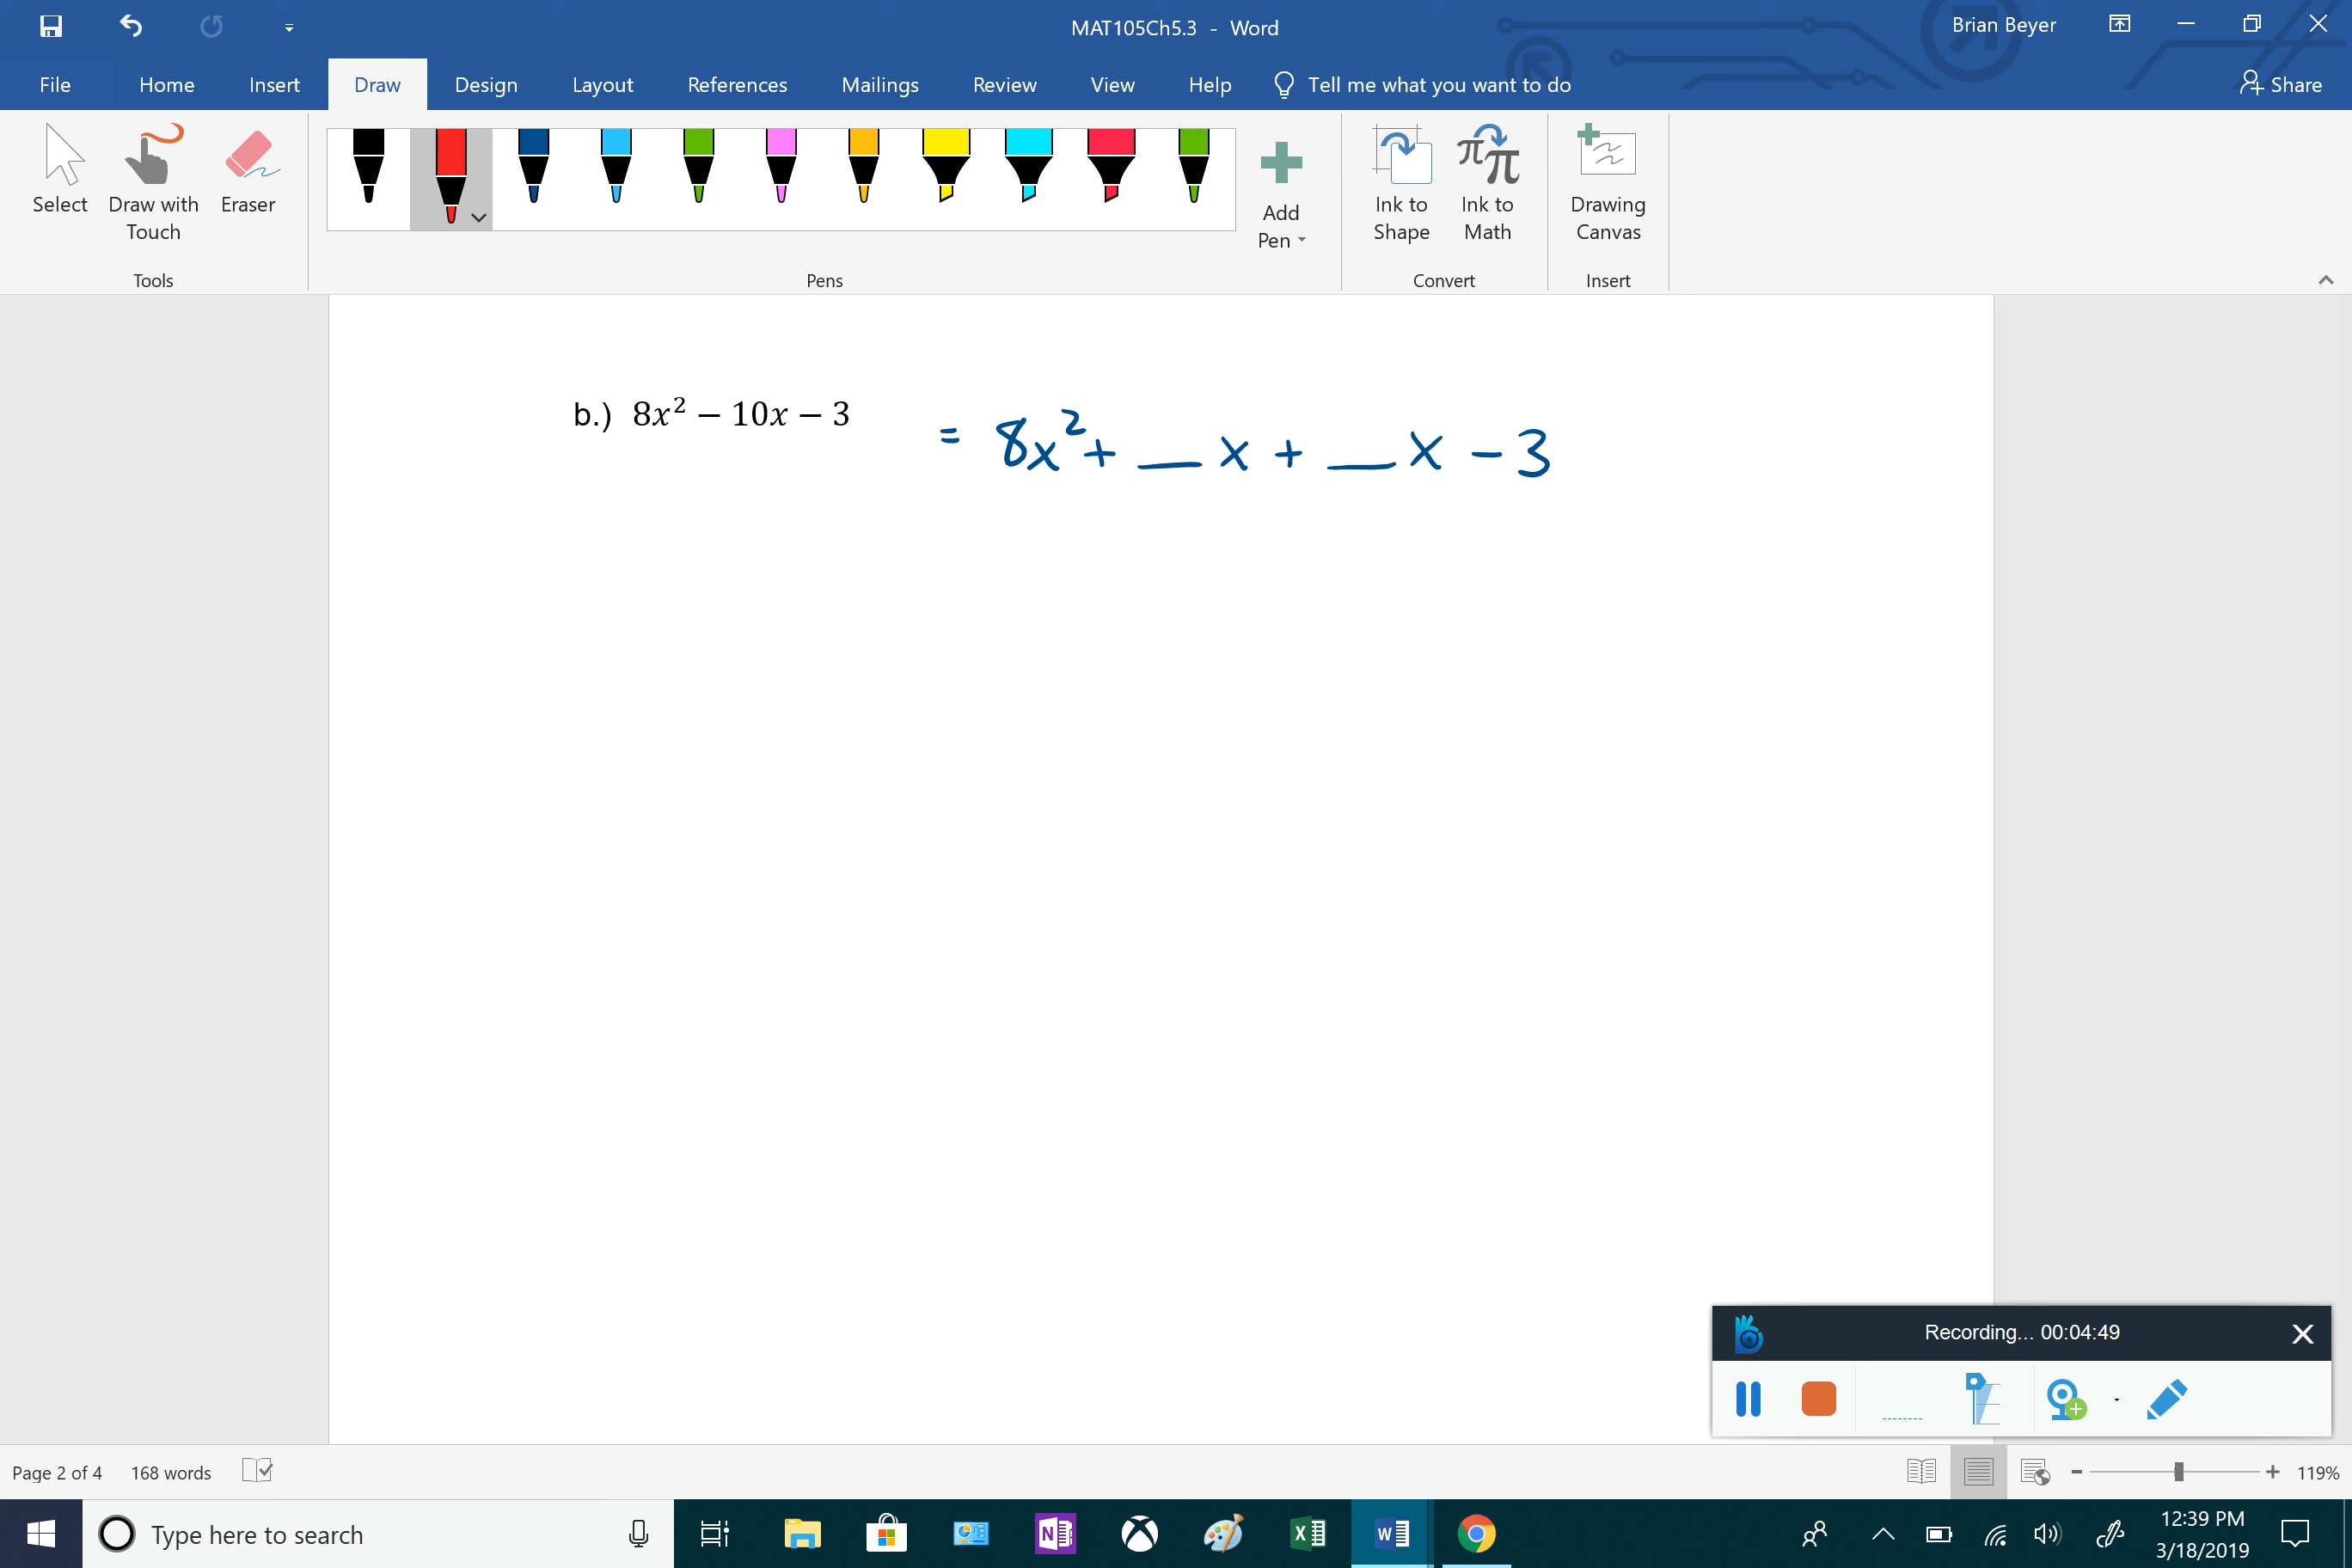 MAT105Ch5.3 - Word
Brian Beyer
File Home Insert Draw Design Layout References Mailings Review View Help Tell me what you want to do Share
Select Draw with Touch Eraser
Add Pen
Ink to Shape
Ink to Math
Drawing Canvas
Tools Pens Convert Insert
b.) 8x² − 10x − 3 = 8x² + __ x + __ x − 3
Recording... 00:04:49
Page 2 of 4 168 words 119%
Type here to search
12:39 PM
3/18/2019